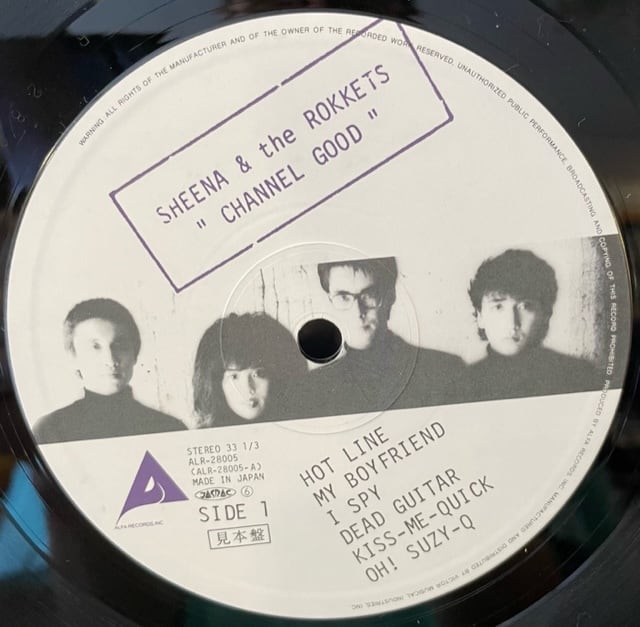 WARNING ALL RIGHTS OF THE MANUFACTURER AND OF THE OWNER OF THE RECORDED WORK RESERVED, UNAUTHORIZED PUBLIC PERFORMANCE, BROADCASTING AND COPYING OF THIS RECORD PROHIBITED. PRODUCED BY ALFA RECORDS, INC. MANUFACTURED AND DISTRIBUTED BY VICTOR MUSICAL INDUSTRIES, INC.
SHEENA & the ROKKETS
" CHANNEL GOOD "
ALFA RECORDS, INC
STEREO 33 1/3
ALR-28005
(ALR-28005-A)
MADE IN JAPAN
JASRAC ⑥
SIDE 1
見本盤
HOT LINE
MY BOYFRIEND
I SPY
DEAD GUITAR
KISS-ME-QUICK
OH! SUZY-Q